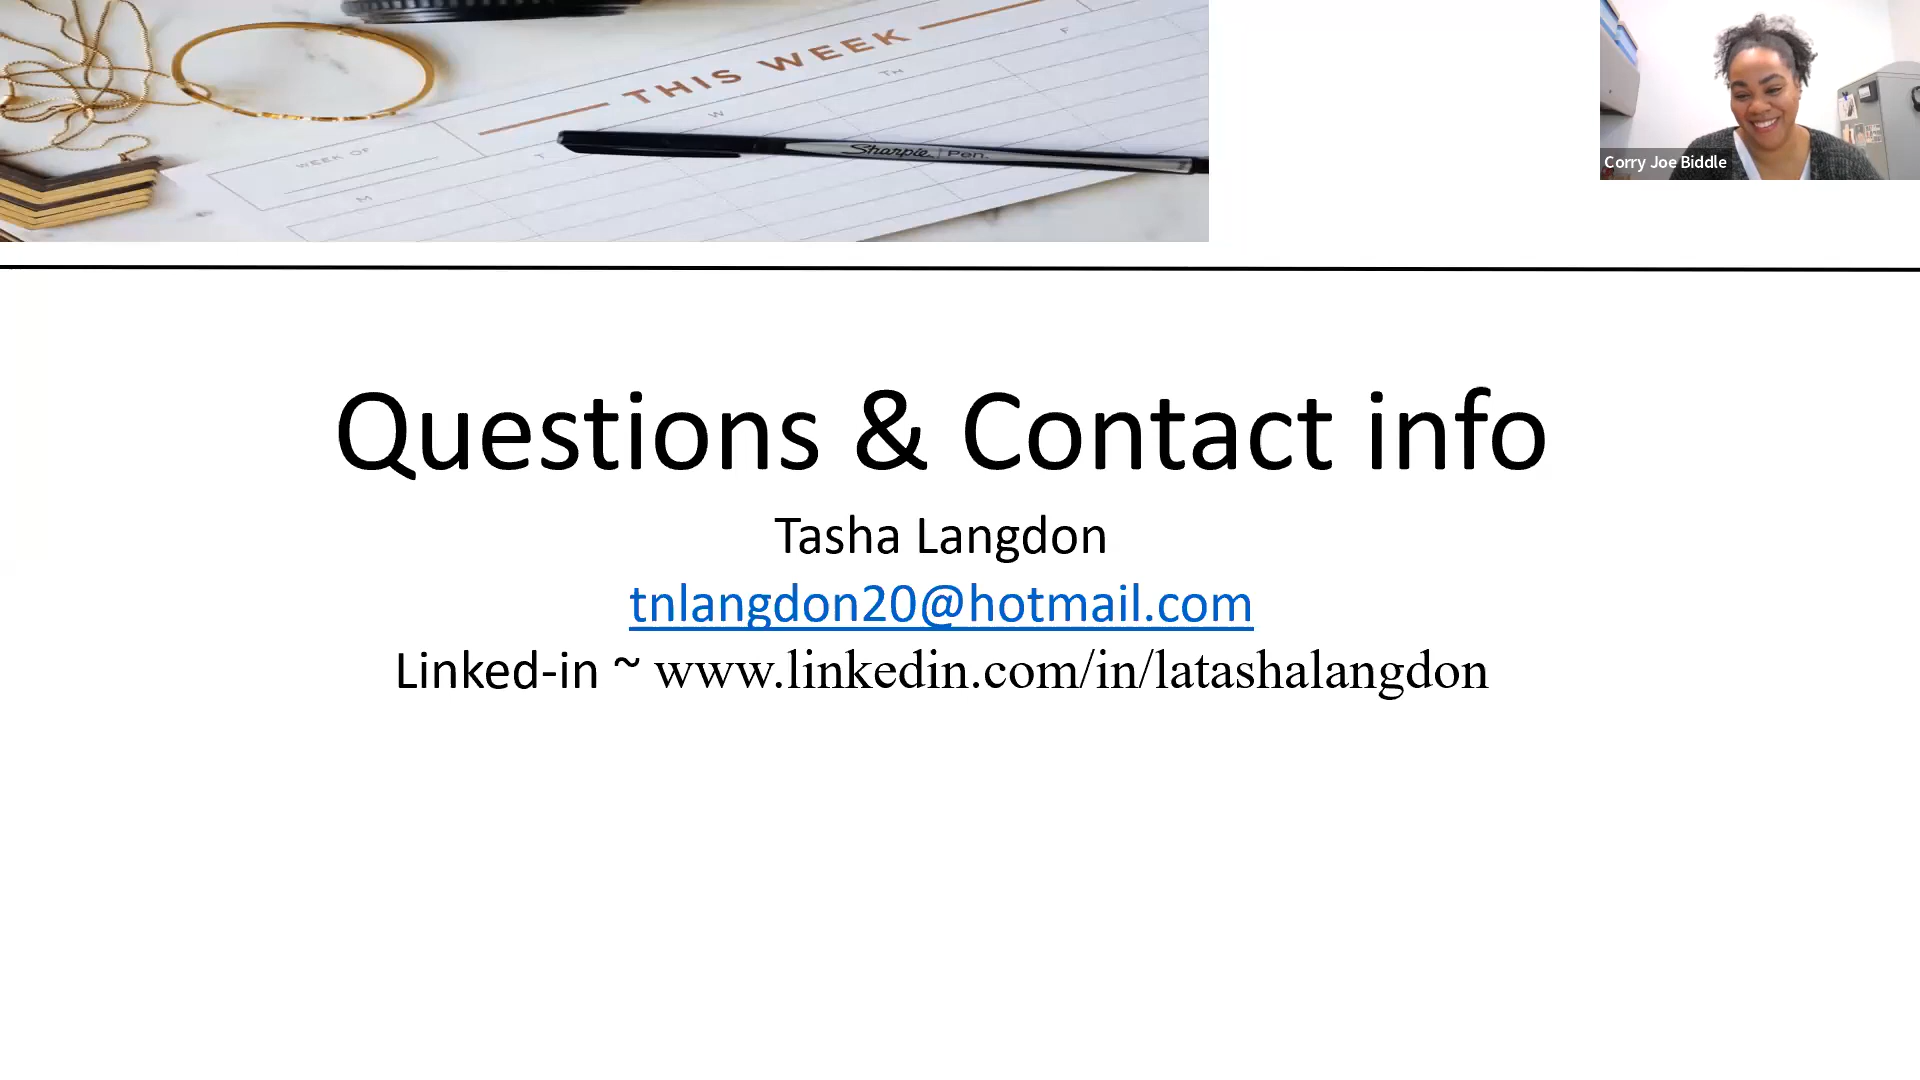 THIS WEEK
WEEK OF
M
T
W
TH
F
Sharpie | Pen.
Corry Joe Biddle
Questions & Contact info
Tasha Langdon
tnlangdon20@hotmail.com
Linked-in ~ www.linkedin.com/in/latashalangdon